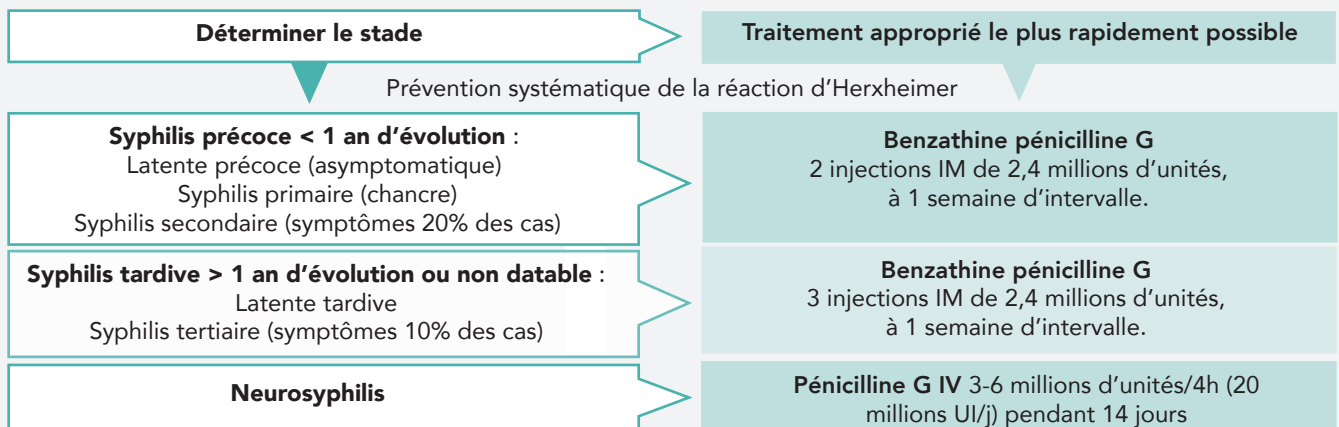 Déterminer le stade
Traitement approprié le plus rapidement possible
Prévention systématique de la réaction d’Herxheimer
Syphilis précoce < 1 an d’évolution :
Latente précoce (asymptomatique)
Syphilis primaire (chancre)
Syphilis secondaire (symptômes 20% des cas)
Benzathine pénicilline G
2 injections IM de 2,4 millions d’unités,
à 1 semaine d’intervalle.
Syphilis tardive > 1 an d’évolution ou non datable :
Latente tardive
Syphilis tertiaire (symptômes 10% des cas)
Benzathine pénicilline G
3 injections IM de 2,4 millions d’unités,
à 1 semaine d’intervalle.
Neurosyphilis
Pénicilline G IV 3-6 millions d’unités/4h (20
millions UI/j) pendant 14 jours